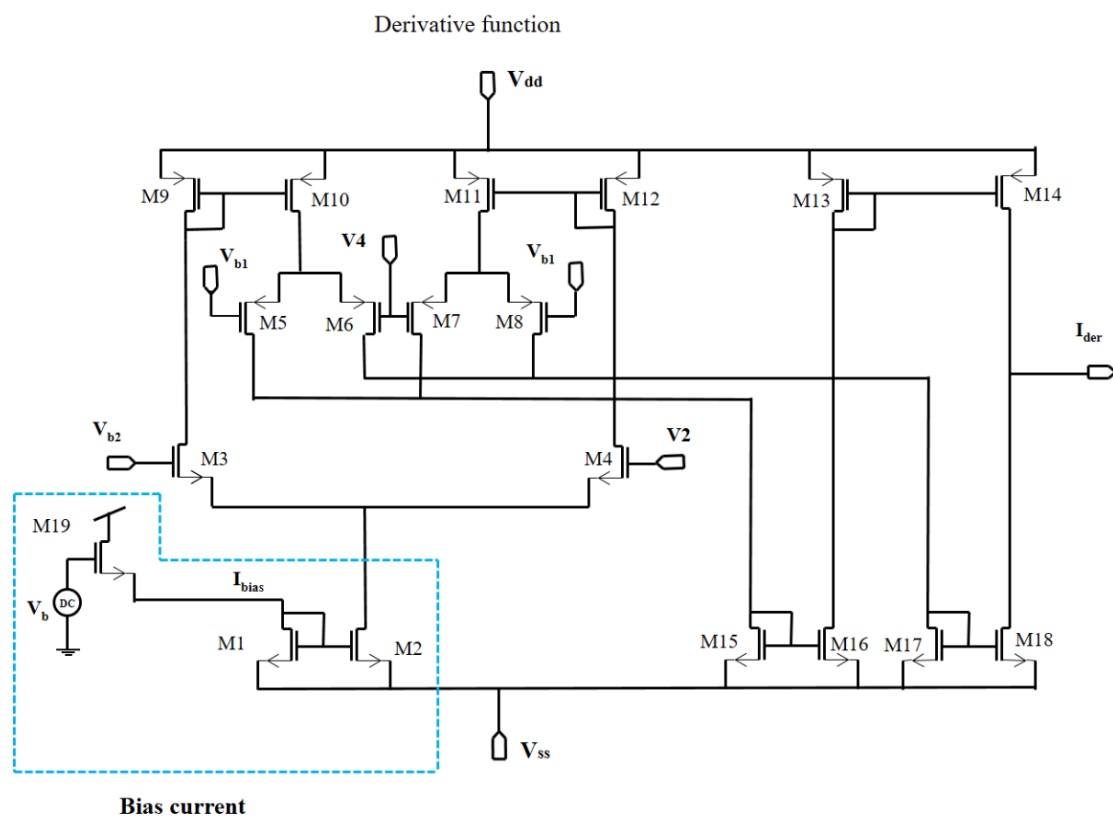 Derivative function
Vdd
M9
M10
M11
M12
M13
M14
Vb1
V4
Vb1
M5
M6
M7
M8
Ider
Vb2
M3
M4
V2
M19
Ibias
Vb
DC
M1
M2
M15
M16
M17
M18
Vss
Bias current